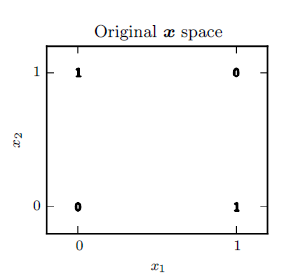 Original x space
1 1 0
x₂
0 0 1
0 1
x₁